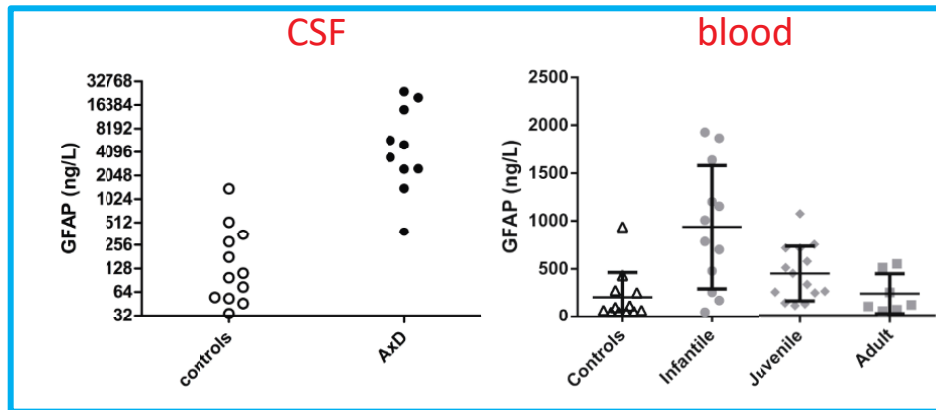 CSF
blood
GFAP (ng/L)
32768
16384
8192
4096
2048
1024
512
256
128
64
32
controls
AxD
GFAP (ng/L)
2500
2000
1500
1000
500
0
Controls
Infantile
Juvenile
Adult